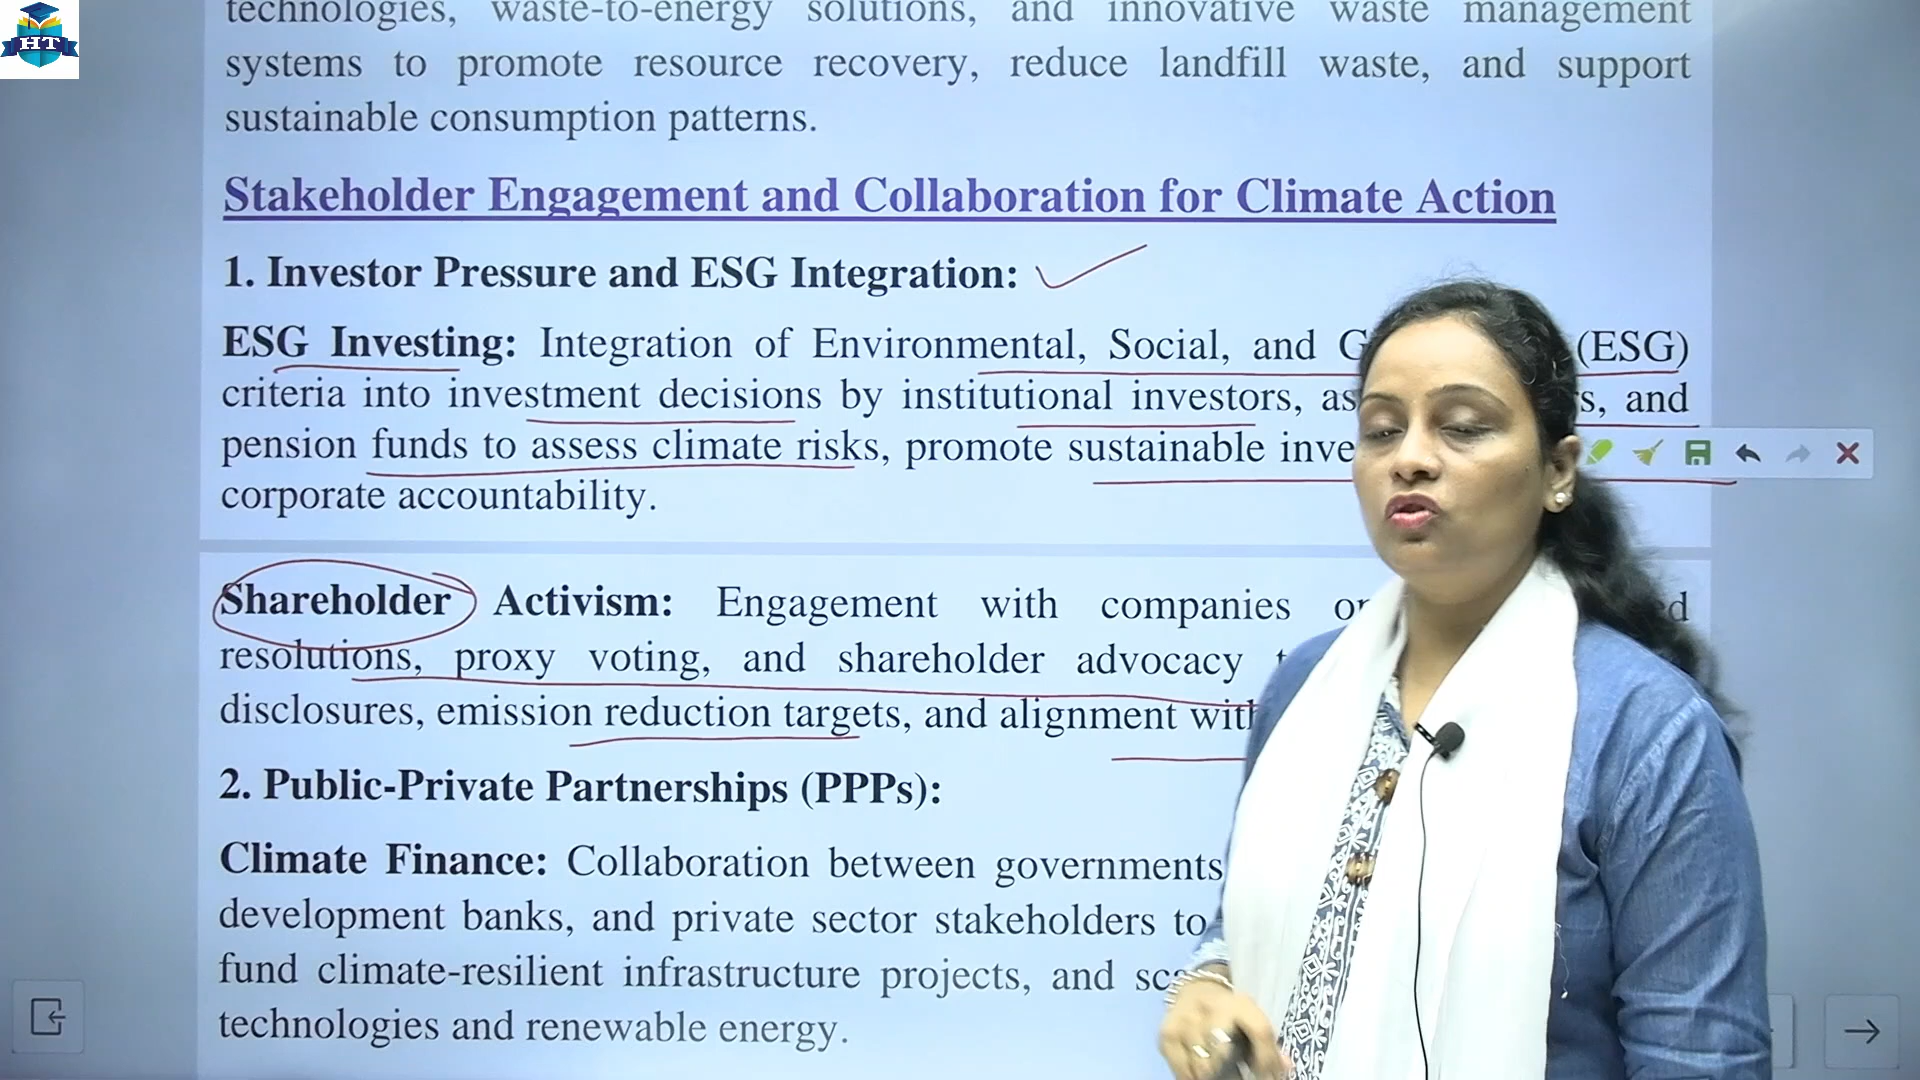 HT
technologies, waste-to-energy solutions, and innovative waste management
systems to promote resource recovery, reduce landfill waste, and support
sustainable consumption patterns.
Stakeholder Engagement and Collaboration for Climate Action
1. Investor Pressure and ESG Integration:
ESG Investing: Integration of Environmental, Social, and G (ESG)
criteria into investment decisions by institutional investors, as s, and
pension funds to assess climate risks, promote sustainable inve
corporate accountability.
Shareholder Activism: Engagement with companies or d
resolutions, proxy voting, and shareholder advocacy t
disclosures, emission reduction targets, and alignment with
2. Public-Private Partnerships (PPPs):
Climate Finance: Collaboration between governments
development banks, and private sector stakeholders to
fund climate-resilient infrastructure projects, and sc
technologies and renewable energy.